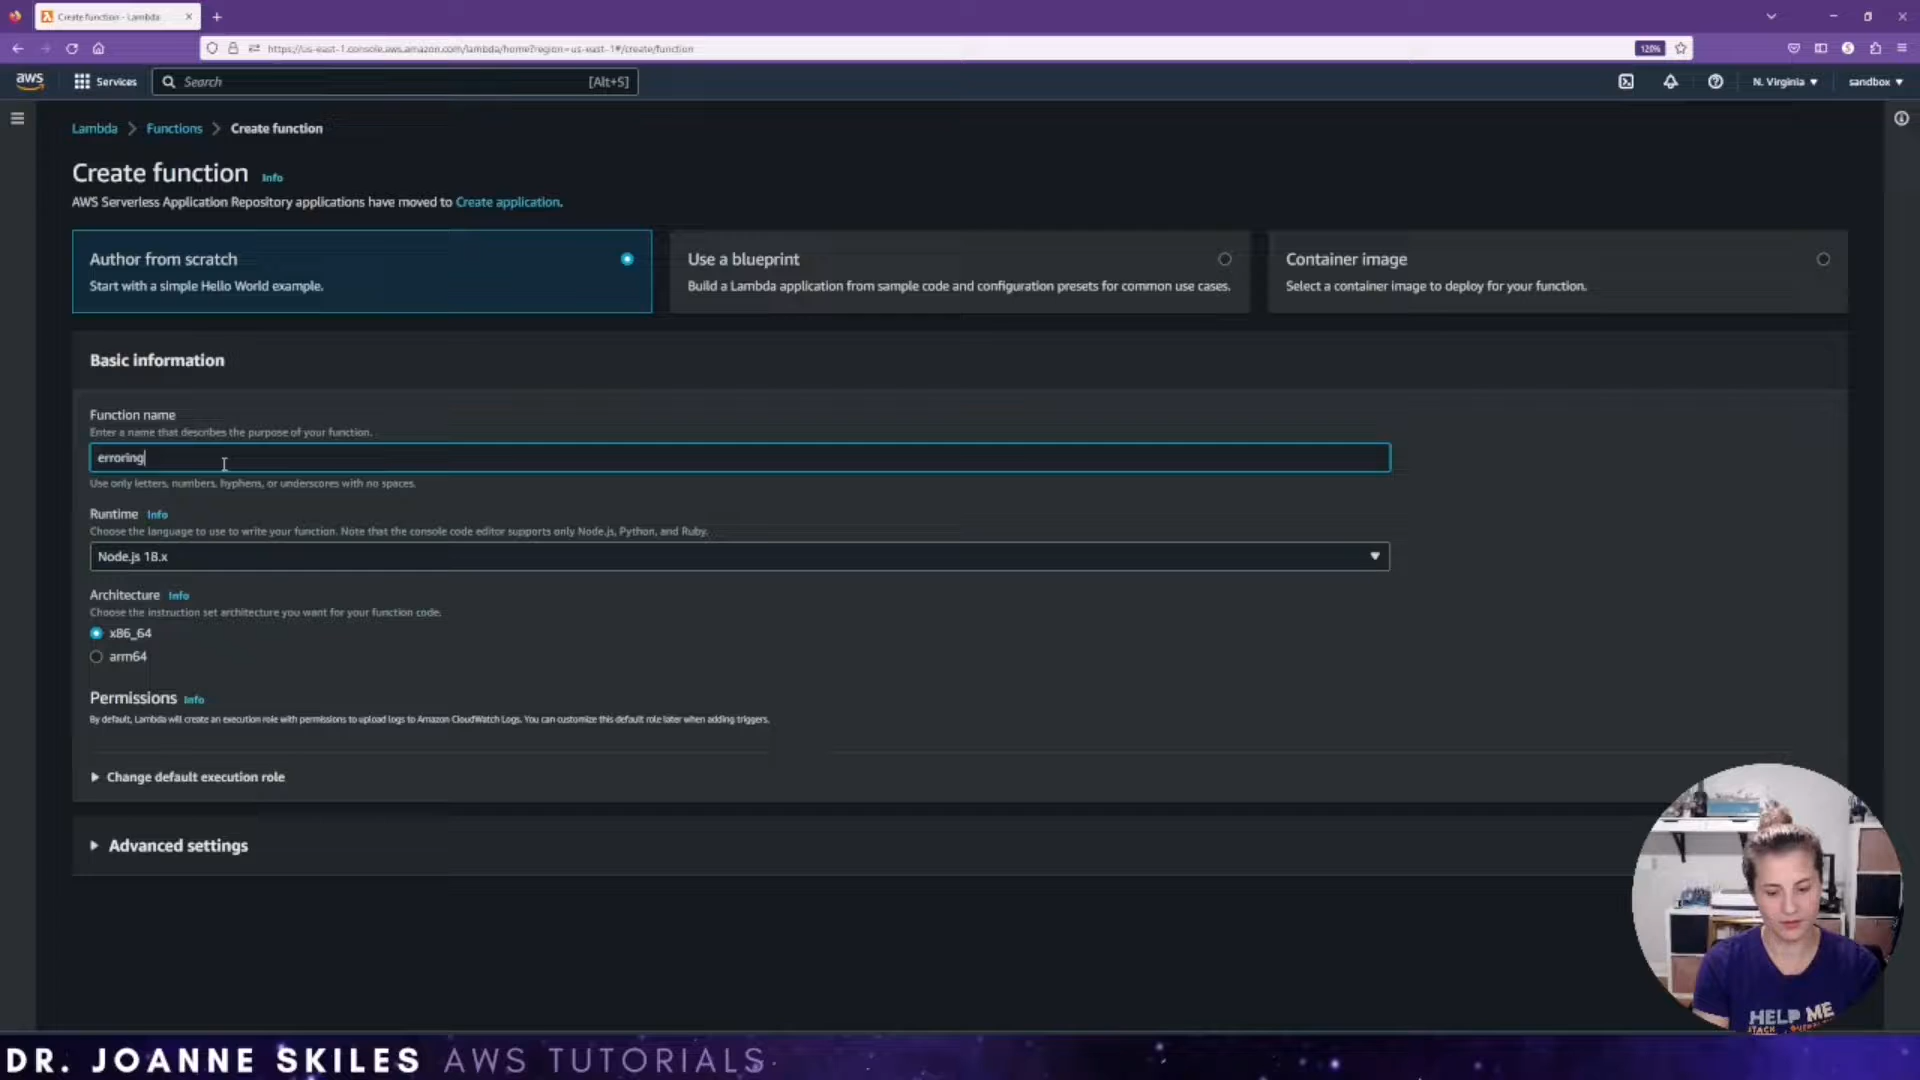 Create function - Lambda
https://us-east-1.console.aws.amazon.com/lambda/home?region=us-east-1#/create/function
120%
aws
Services
Search
[Alt+S]
N. Virginia
sandbox
Lambda
Functions
Create function
Create function
Info
AWS Serverless Application Repository applications have moved to Create application.
Author from scratch
Start with a simple Hello World example.
Use a blueprint
Build a Lambda application from sample code and configuration presets for common use cases.
Container image
Select a container image to deploy for your function.
Basic information
Function name
Enter a name that describes the purpose of your function.
erroring
Use only letters, numbers, hyphens, or underscores with no spaces.
Runtime Info
Choose the language to use to write your function. Note that the console code editor supports only Node.js, Python, and Ruby.
Node.js 18.x
Architecture Info
Choose the instruction set architecture you want for your function code.
x86_64
arm64
Permissions Info
By default, Lambda will create an execution role with permissions to upload logs to Amazon CloudWatch Logs. You can customize this default role later when adding triggers.
Change default execution role
Advanced settings
HELP ME
DR. JOANNE SKILES AWS TUTORIALS